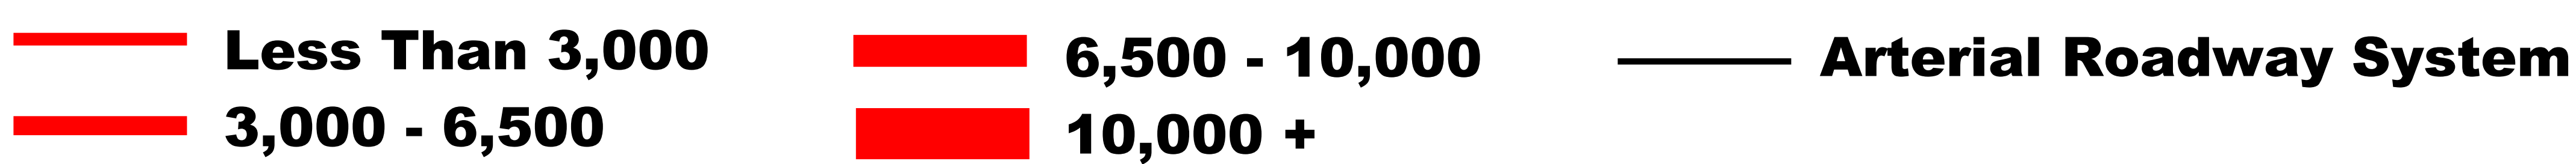 Less Than 3,000
3,000 - 6,500
6,500 - 10,000
10,000 +
Arterial Roadway System